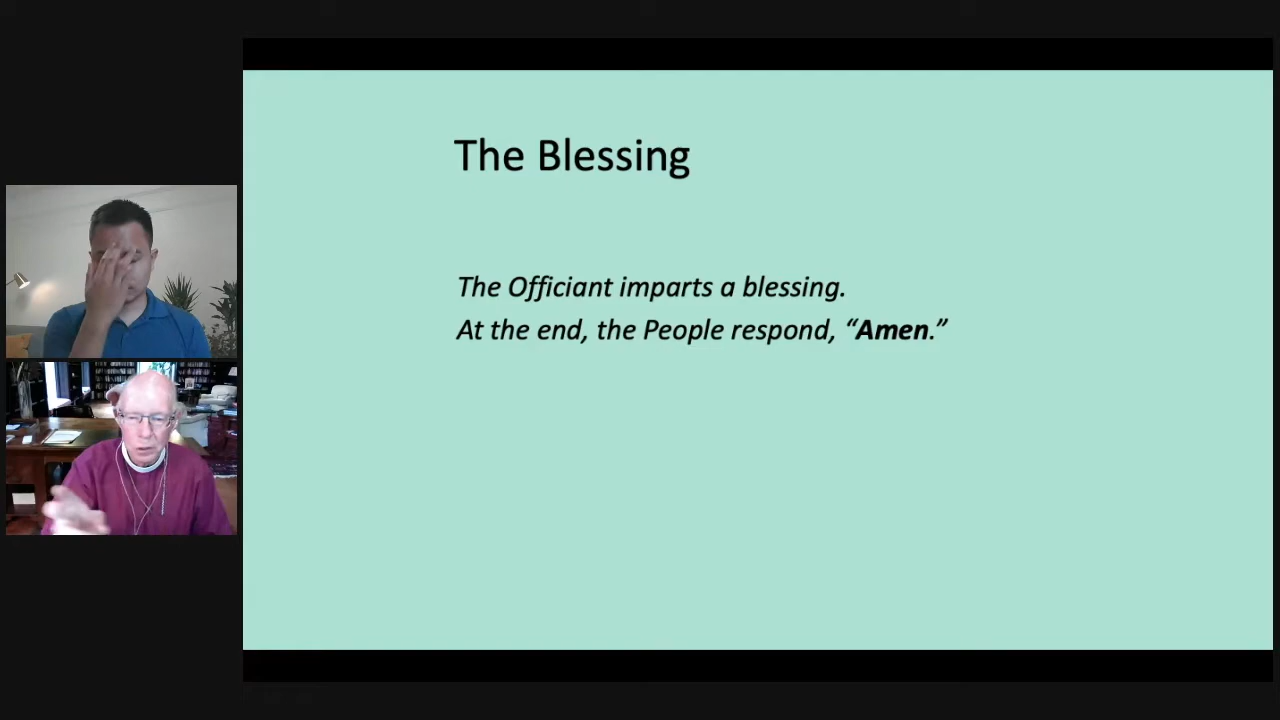 The Blessing
The Officiant imparts a blessing.
At the end, the People respond, “Amen.”